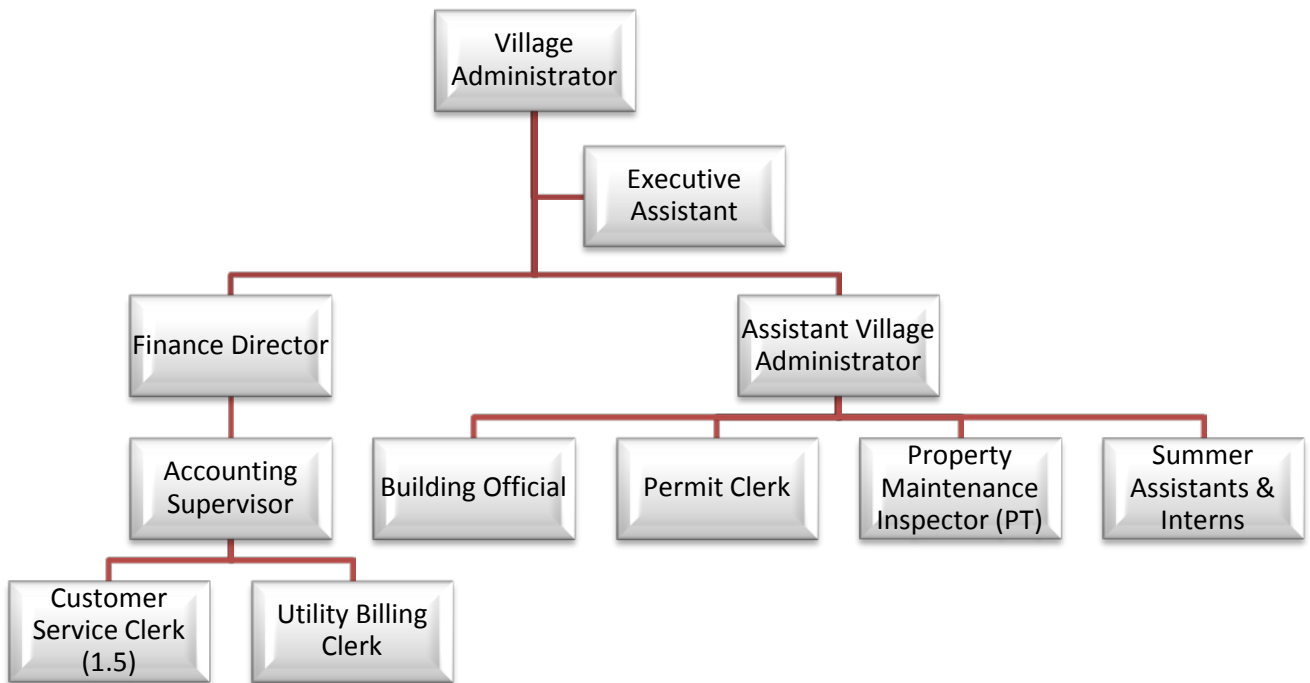 Village
Administrator
Executive
Assistant
Finance Director
Assistant Village
Administrator
Accounting
Supervisor
Building Official
Permit Clerk
Property
Maintenance
Inspector (PT)
Summer
Assistants &
Interns
Customer
Service Clerk
(1.5)
Utility Billing
Clerk